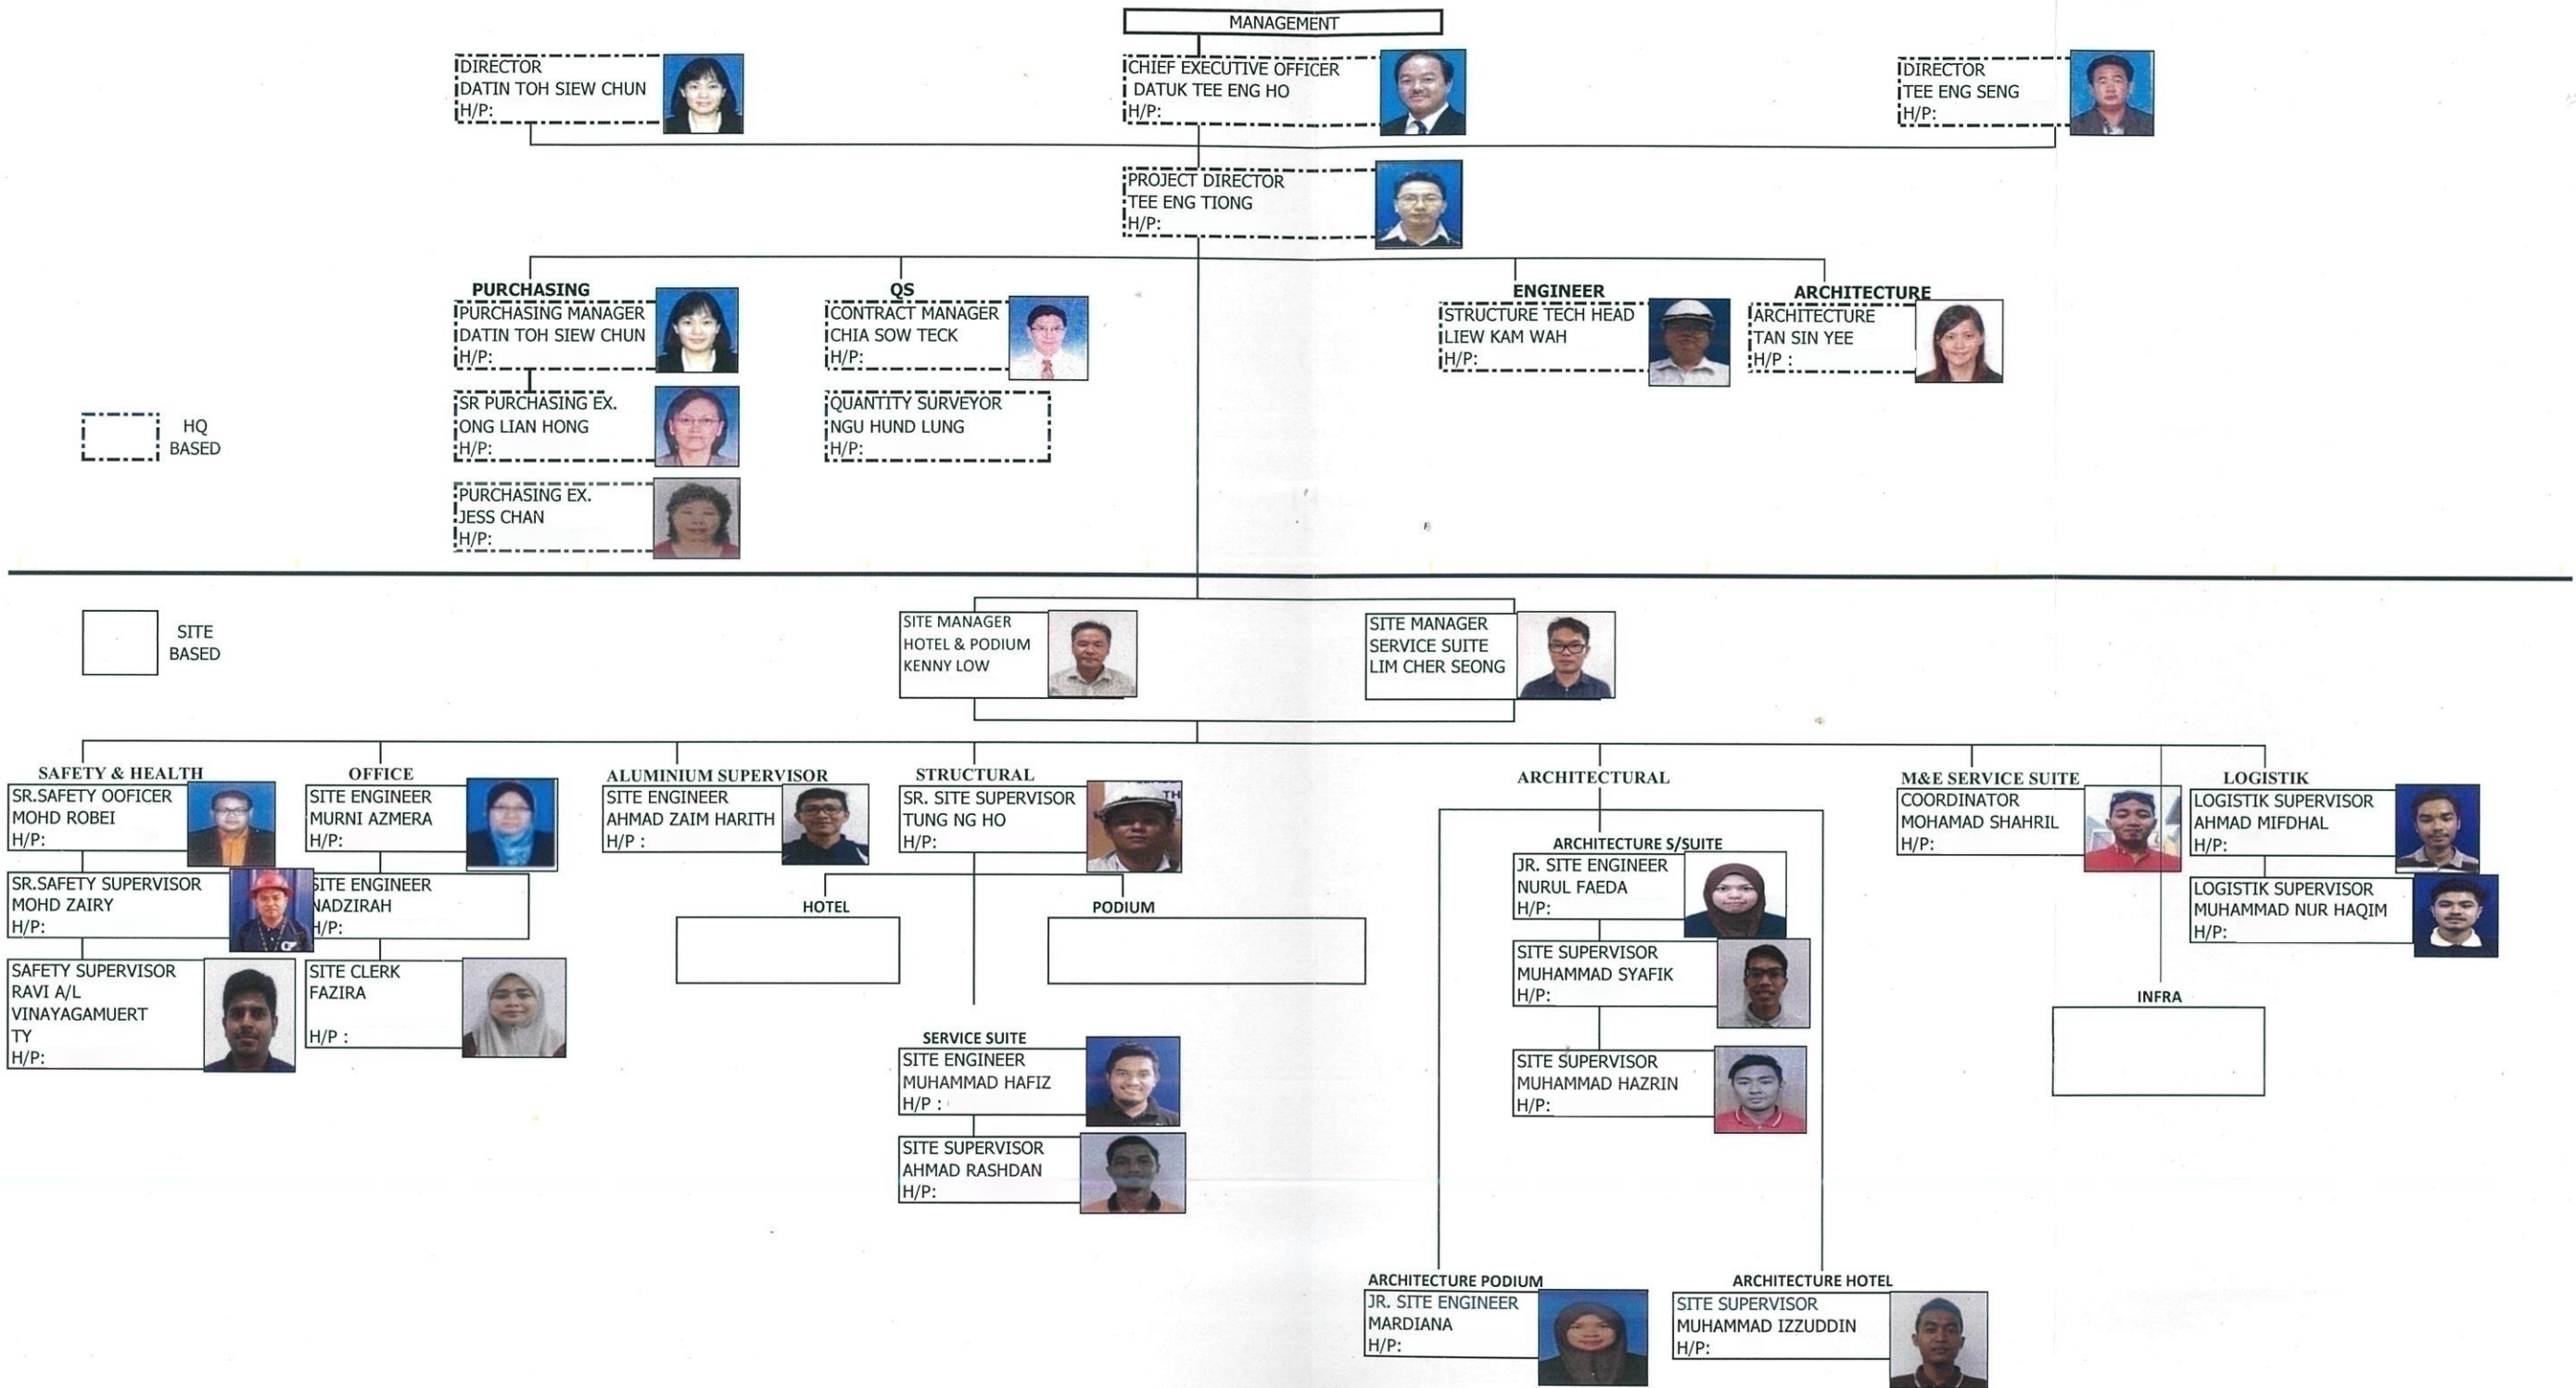 MANAGEMENT
DIRECTOR
DATIN TOH SIEW CHUN
H/P:
CHIEF EXECUTIVE OFFICER
DATUK TEE ENG HO
H/P:
DIRECTOR
TEE ENG SENG
H/P:
PROJECT DIRECTOR
TEE ENG TIONG
H/P:
PURCHASING
PURCHASING MANAGER
DATIN TOH SIEW CHUN
H/P:
SR PURCHASING EX.
ONG LIAN HONG
H/P:
PURCHASING EX.
JESS CHAN
H/P:
QS
CONTRACT MANAGER
CHIA SOW TECK
H/P:
QUANTITY SURVEYOR
NGU HUND LUNG
H/P:
ENGINEER
STRUCTURE TECH HEAD
LIEW KAM WAH
H/P:
ARCHITECTURE
ARCHITECTURE
TAN SIN YEE
H/P :
HQ
BASED
SITE
BASED
SITE MANAGER
HOTEL & PODIUM
KENNY LOW
SITE MANAGER
SERVICE SUITE
LIM CHER SEONG
SAFETY & HEALTH
SR.SAFETY OOFICER
MOHD ROBEI
H/P:
SR.SAFETY SUPERVISOR
MOHD ZAIRY
H/P:
SAFETY SUPERVISOR
RAVI A/L
VINAYAGAMUERT
TY
H/P:
OFFICE
SITE ENGINEER
MURNI AZMERA
H/P:
SITE ENGINEER
NADZIRAH
H/P:
SITE CLERK
FAZIRA
H/P :
ALUMINIUM SUPERVISOR
SITE ENGINEER
AHMAD ZAIM HARITH
H/P :
STRUCTURAL
SR. SITE SUPERVISOR
TUNG NG HO
H/P:
TH
HOTEL
PODIUM
SERVICE SUITE
SITE ENGINEER
MUHAMMAD HAFIZ
H/P :
SITE SUPERVISOR
AHMAD RASHDAN
H/P:
ARCHITECTURAL
ARCHITECTURE S/SUITE
JR. SITE ENGINEER
NURUL FAEDA
H/P:
SITE SUPERVISOR
MUHAMMAD SYAFIK
H/P:
SITE SUPERVISOR
MUHAMMAD HAZRIN
H/P:
ARCHITECTURE PODIUM
JR. SITE ENGINEER
MARDIANA
H/P:
ARCHITECTURE HOTEL
SITE SUPERVISOR
MUHAMMAD IZZUDDIN
H/P:
M&E SERVICE SUITE
COORDINATOR
MOHAMAD SHAHRIL
H/P:
LOGISTIK
LOGISTIK SUPERVISOR
AHMAD MIFDHAL
H/P:
LOGISTIK SUPERVISOR
MUHAMMAD NUR HAQIM
H/P:
INFRA